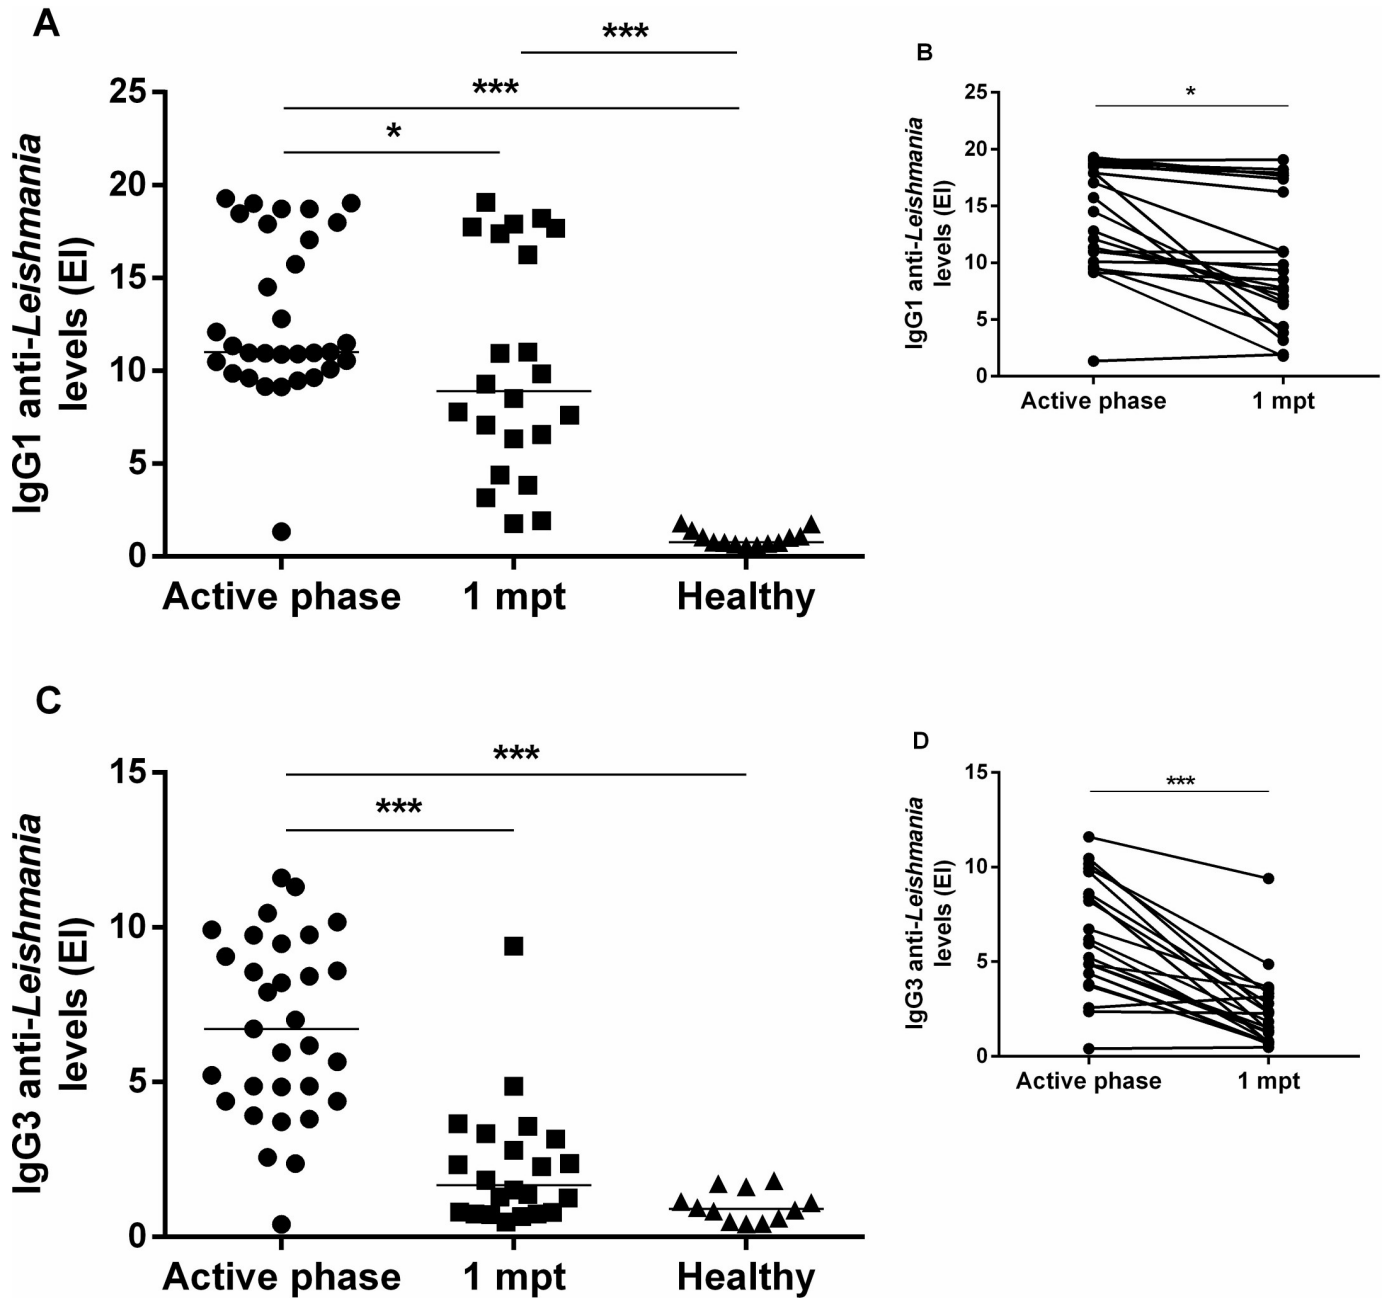 A
***
***
*
25
20
15
10
5
0
IgG1 anti-Leishmania
levels (EI)
Active phase
1 mpt
Healthy
B
*
25
20
15
10
5
0
IgG1 anti-Leishmania
levels (EI)
Active phase
1 mpt
C
***
***
15
10
5
0
IgG3 anti-Leishmania
levels (EI)
Active phase
1 mpt
Healthy
D
***
15
10
5
0
IgG3 anti-Leishmania
levels (EI)
Active phase
1 mpt